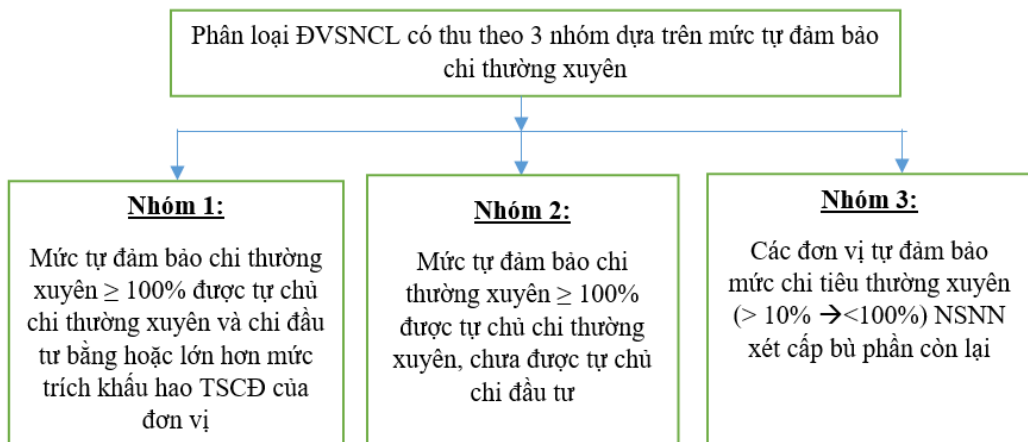 Phân loại ĐVSNCL có thu theo 3 nhóm dựa trên mức tự đảm bảo
chi thường xuyên
Nhóm 1:
Mức tự đảm bảo chi thường
xuyên ≥ 100% được tự chủ
chi thường xuyên và chi đầu
tư bằng hoặc lớn hơn mức
trích khấu hao TSCĐ của
đơn vị
Nhóm 2:
Mức tự đảm bảo chi
thường xuyên ≥ 100%
được tự chủ chi thường
xuyên, chưa được tự chủ
chi đầu tư
Nhóm 3:
Các đơn vị tự đảm bảo
mức chi tiêu thường xuyên
(> 10% →<100%) NSNN
xét cấp bù phần còn lại